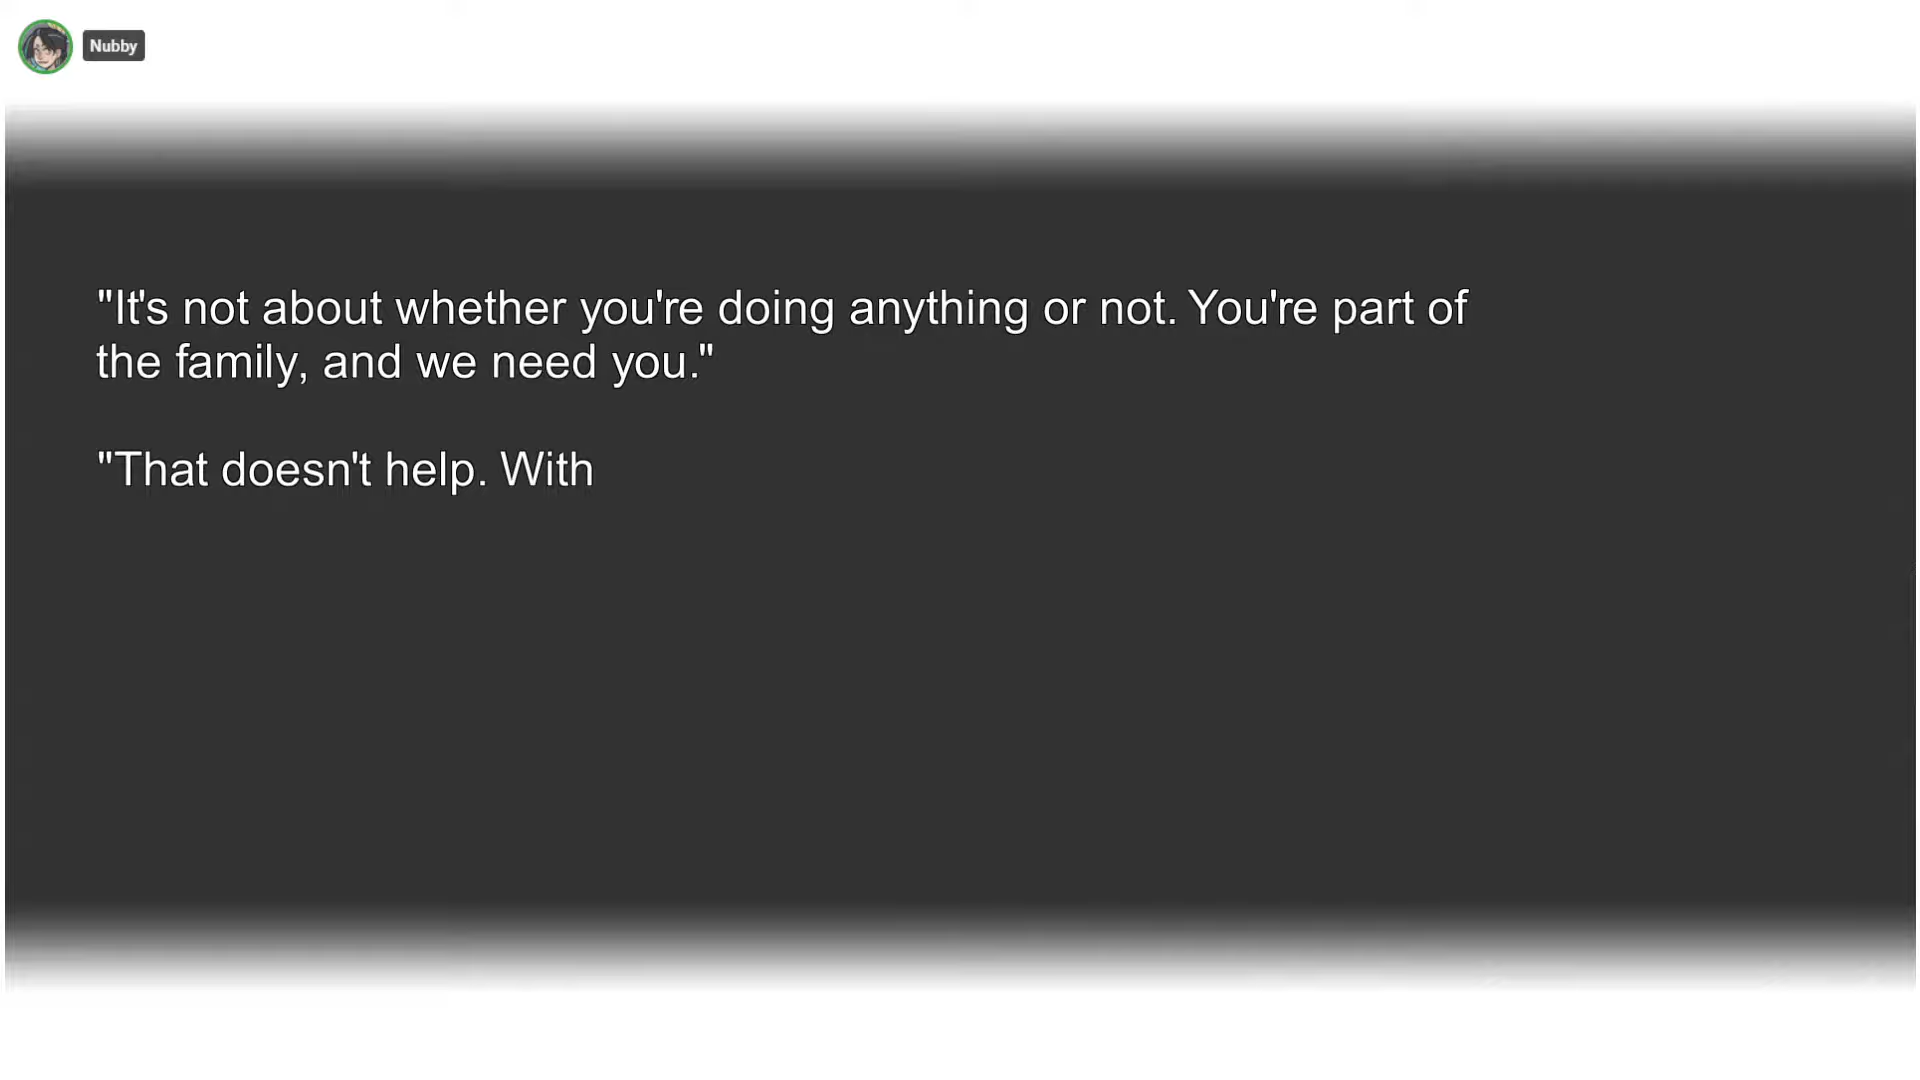 Nubby
"It's not about whether you're doing anything or not. You're part of
the family, and we need you."
"That doesn't help. With